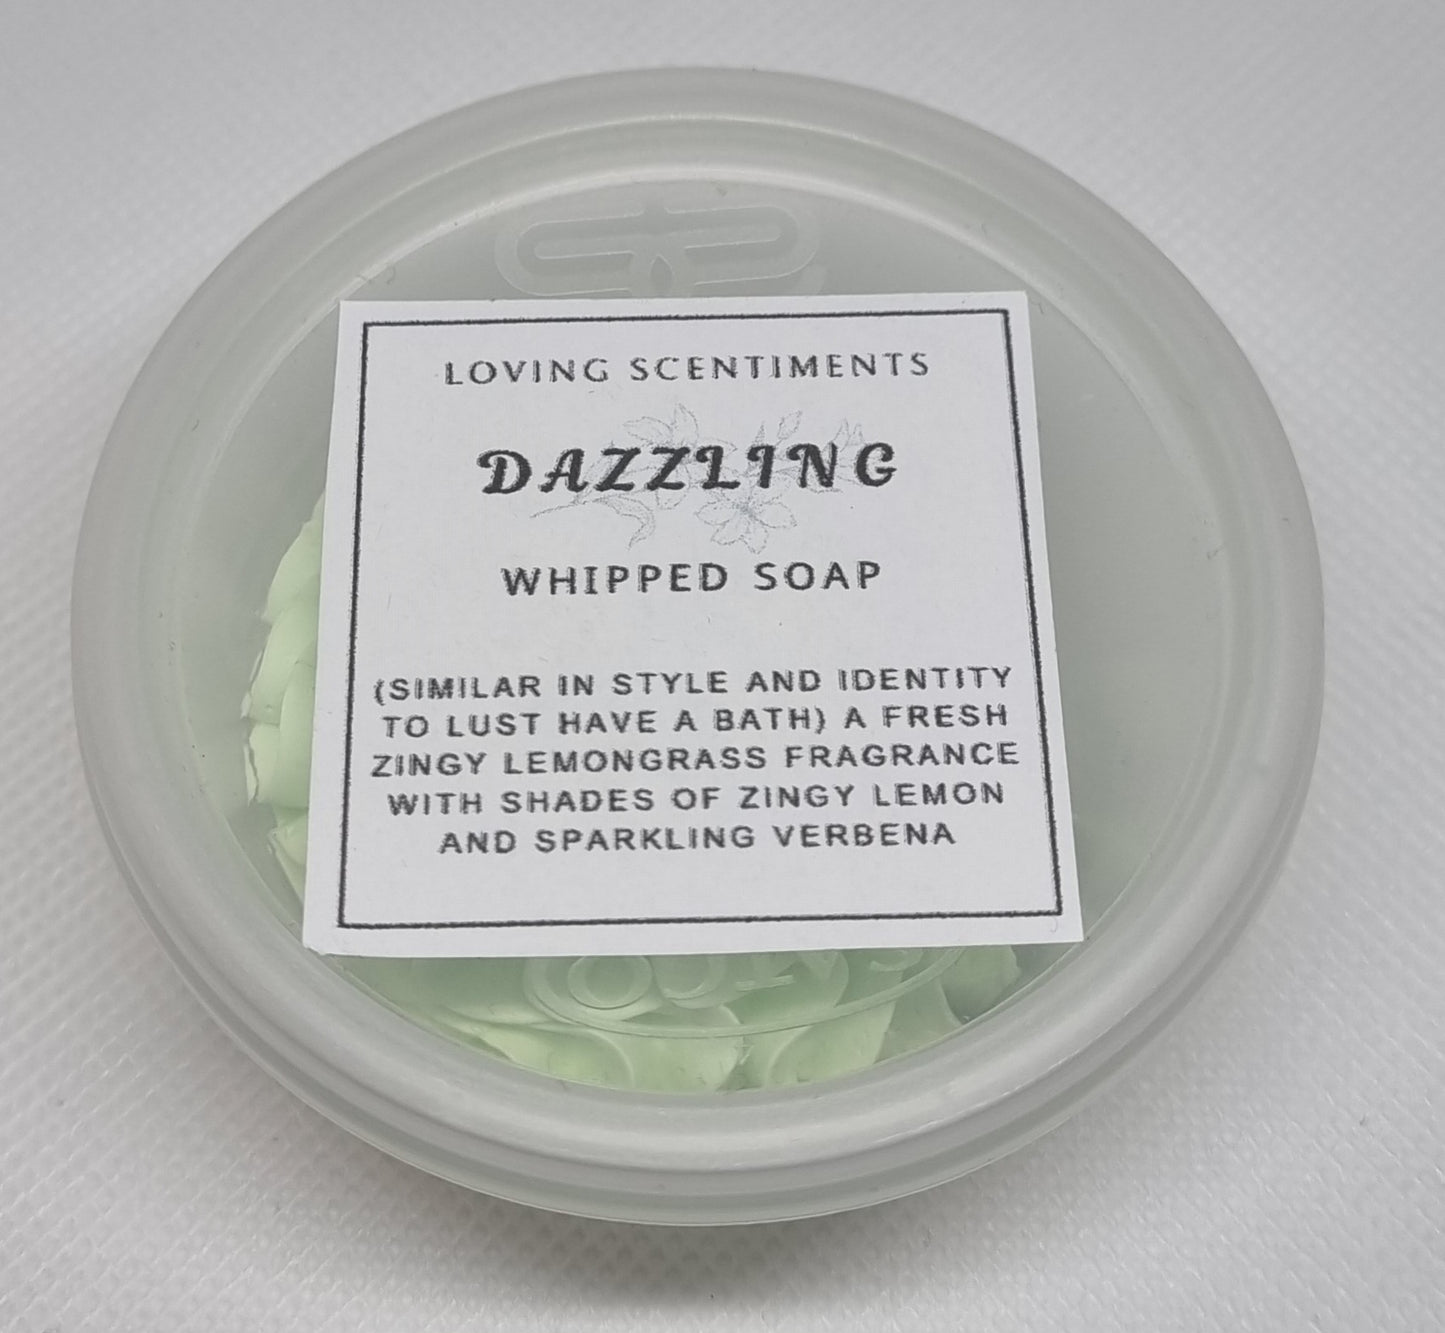 LOVING SCENTIMENTS
DAZZLING
WHIPPED SOAP
(SIMILAR IN STYLE AND IDENTITY
TO LUST HAVE A BATH) A FRESH
ZINGY LEMONGRASS FRAGRANCE
WITH SHADES OF ZINGY LEMON
AND SPARKLING VERBENA